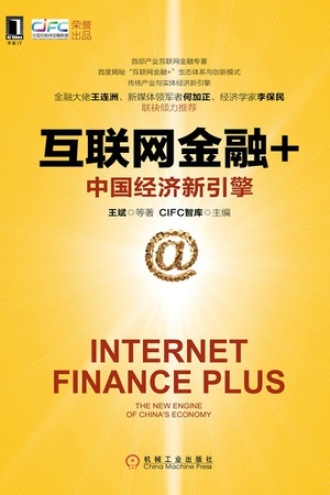 CIFC
荣誉
出品
首部产业互联网金融专著
首度揭秘“互联网金融+”生态体系与创新模式
传统产业与实体经济新引擎
金融大佬王连洲、新媒体领军者何加正、经济学家李保民
联袂倾力推荐
互联网金融+
中国经济新引擎
王斌 等著 CIFC智库 主编
@
INTERNET
FINANCE PLUS
THE NEW ENGINE
OF CHINA'S ECONOMY
机械工业出版社
China Machine Press